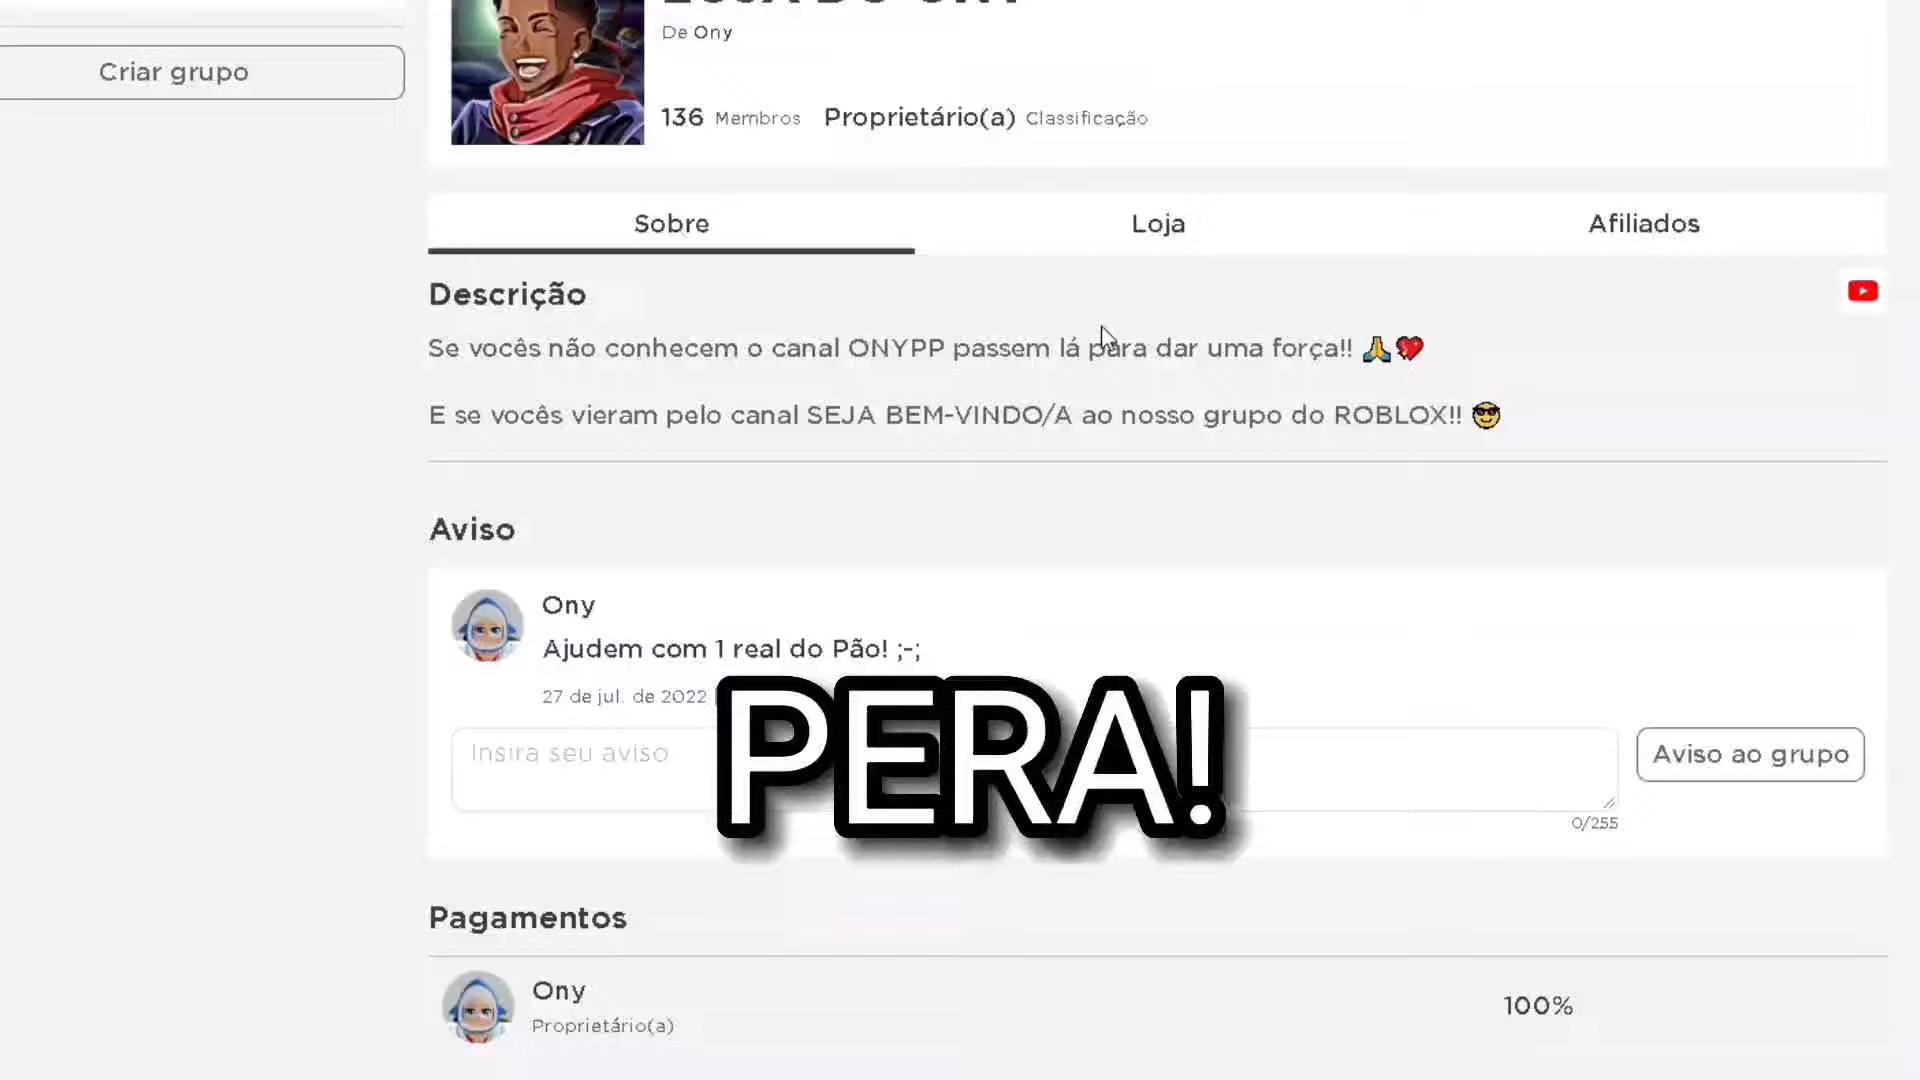 De Ony
Criar grupo
136 Membros Proprietário(a) Classificação
Sobre Loja Afiliados
Descrição
Se vocês não conhecem o canal ONYPP passem lá para dar uma força!! 🙏💖
E se vocês vieram pelo canal SEJA BEM-VINDO/A ao nosso grupo do ROBLOX!! 😎
Aviso
Ony
Ajudem com 1 real do Pão! ;-;
27 de jul. de 2022
PERA!
Insira seu aviso
Aviso ao grupo
0/255
Pagamentos
Ony
100%
Proprietário(a)